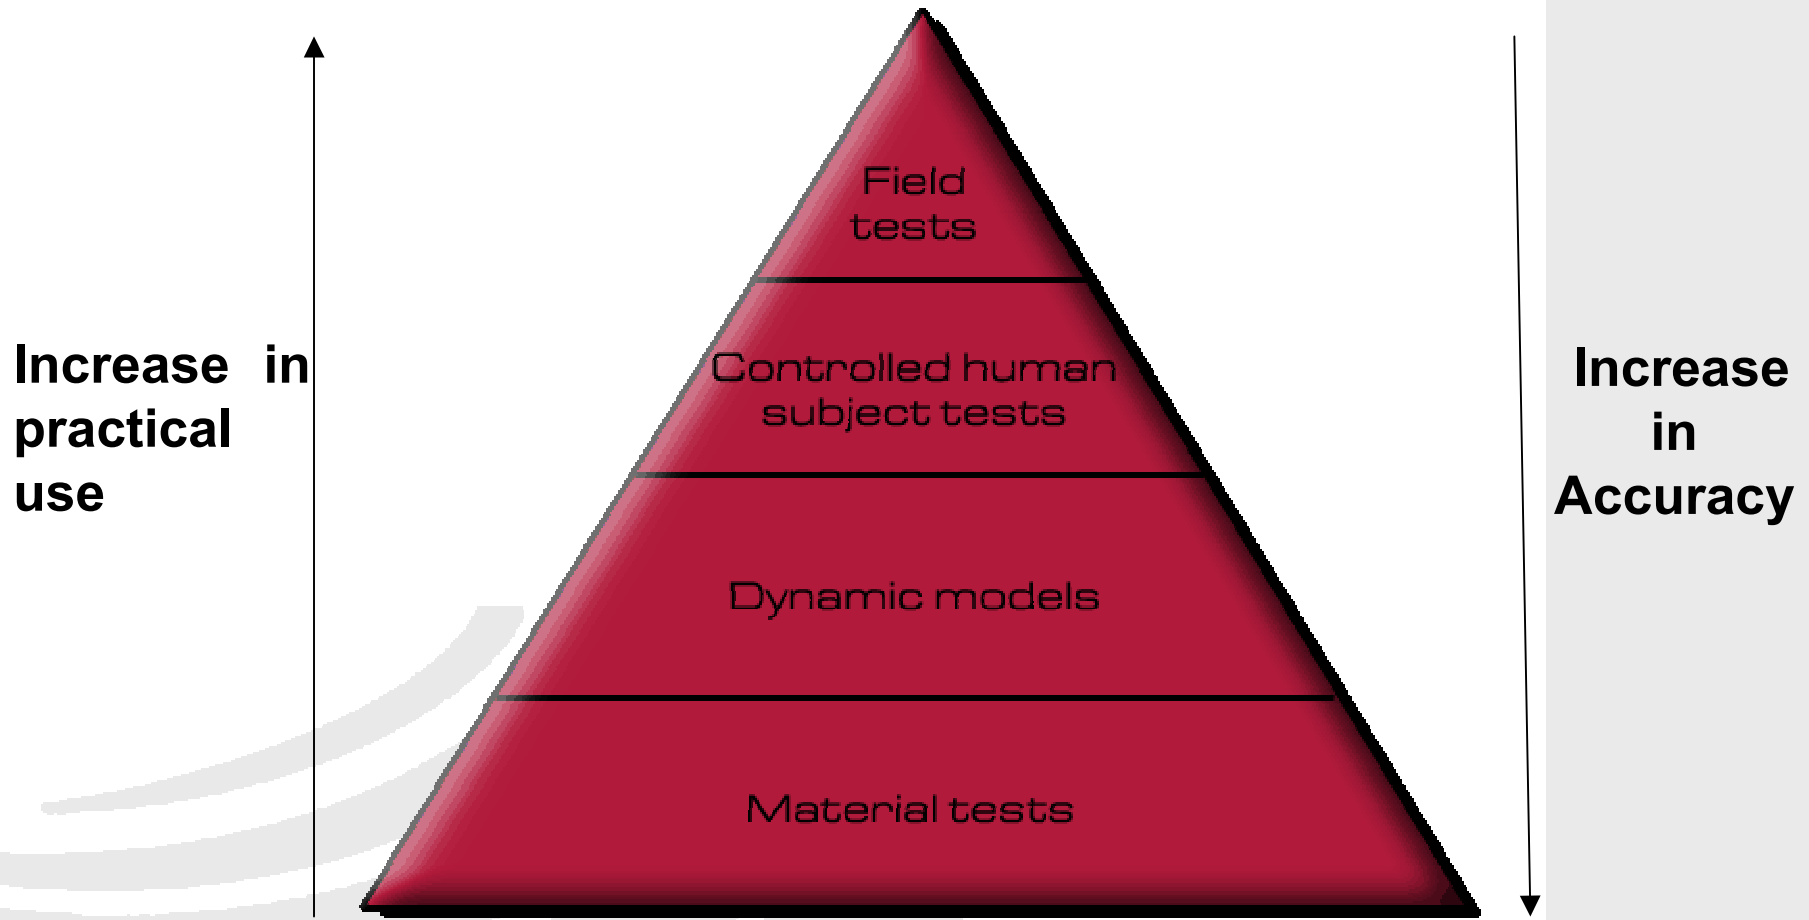 Field
tests
Increase in
practical
use
Controlled human
subject tests
Increase
in
Accuracy
Dynamic models
Material tests